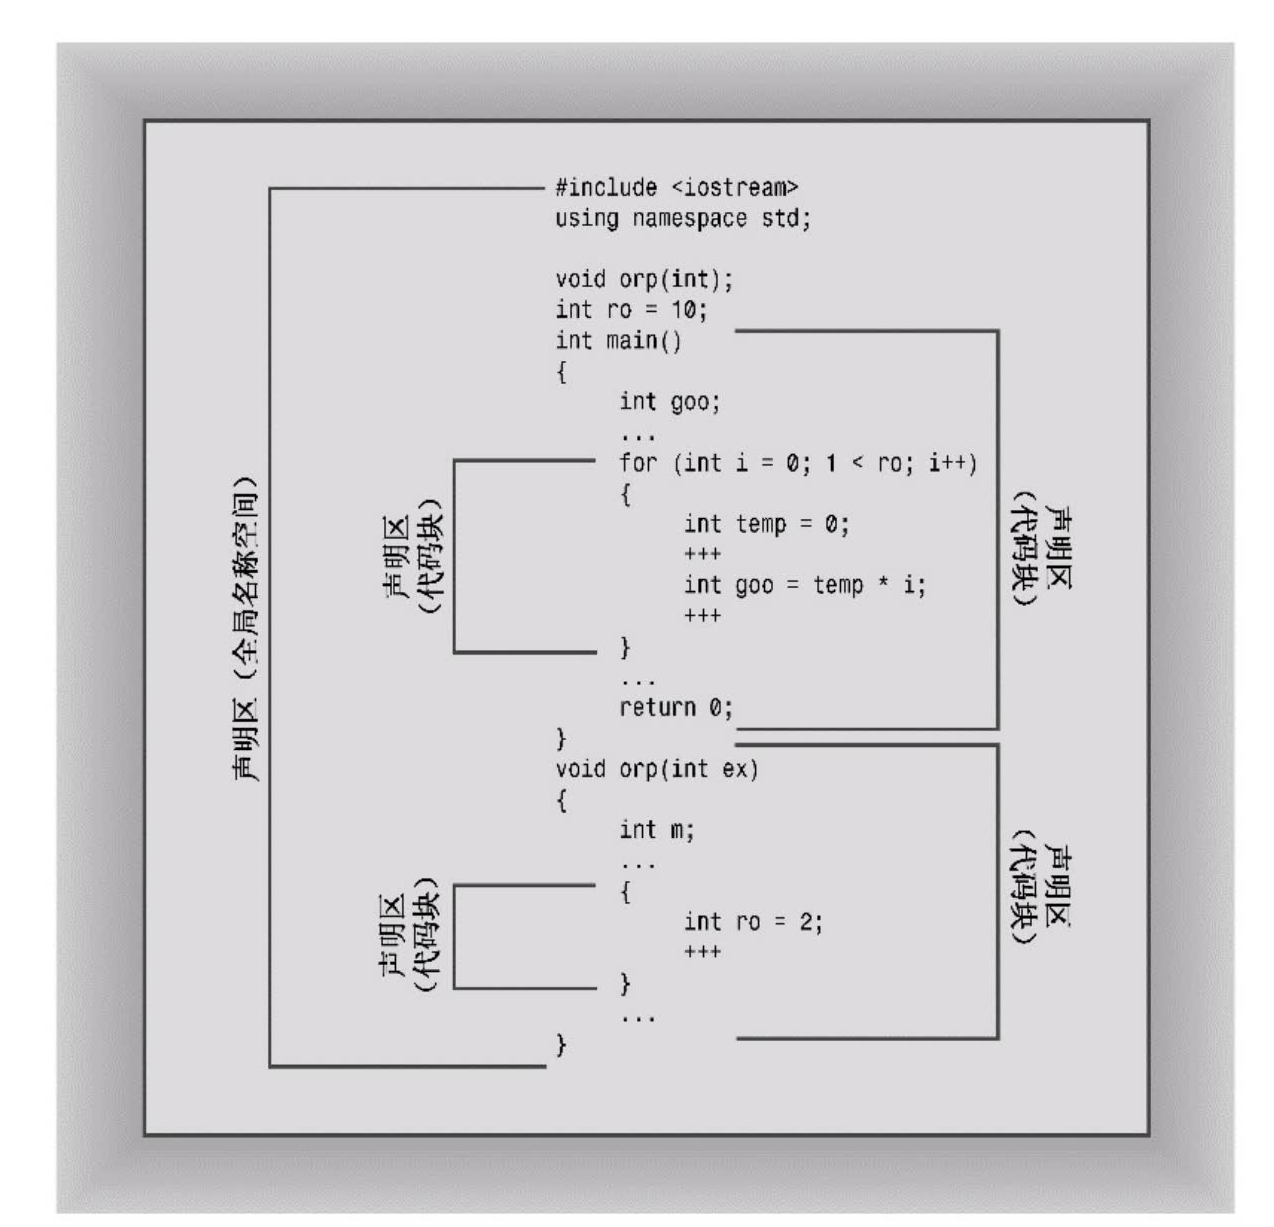 #include <iostream>
using namespace std;
void orp(int);
int ro = 10;
int main()
{
int goo;
...
for (int i = 0; 1 < ro; i++)
{
int temp = 0;
+++
int goo = temp * i;
+++
}
...
return 0;
}
void orp(int ex)
{
int m;
...
{
int ro = 2;
+++
}
...
}
声明区（全局名称空间）
声明区
（代码块）
声明区
（代码块）
声明区
（代码块）
声明区
（代码块）